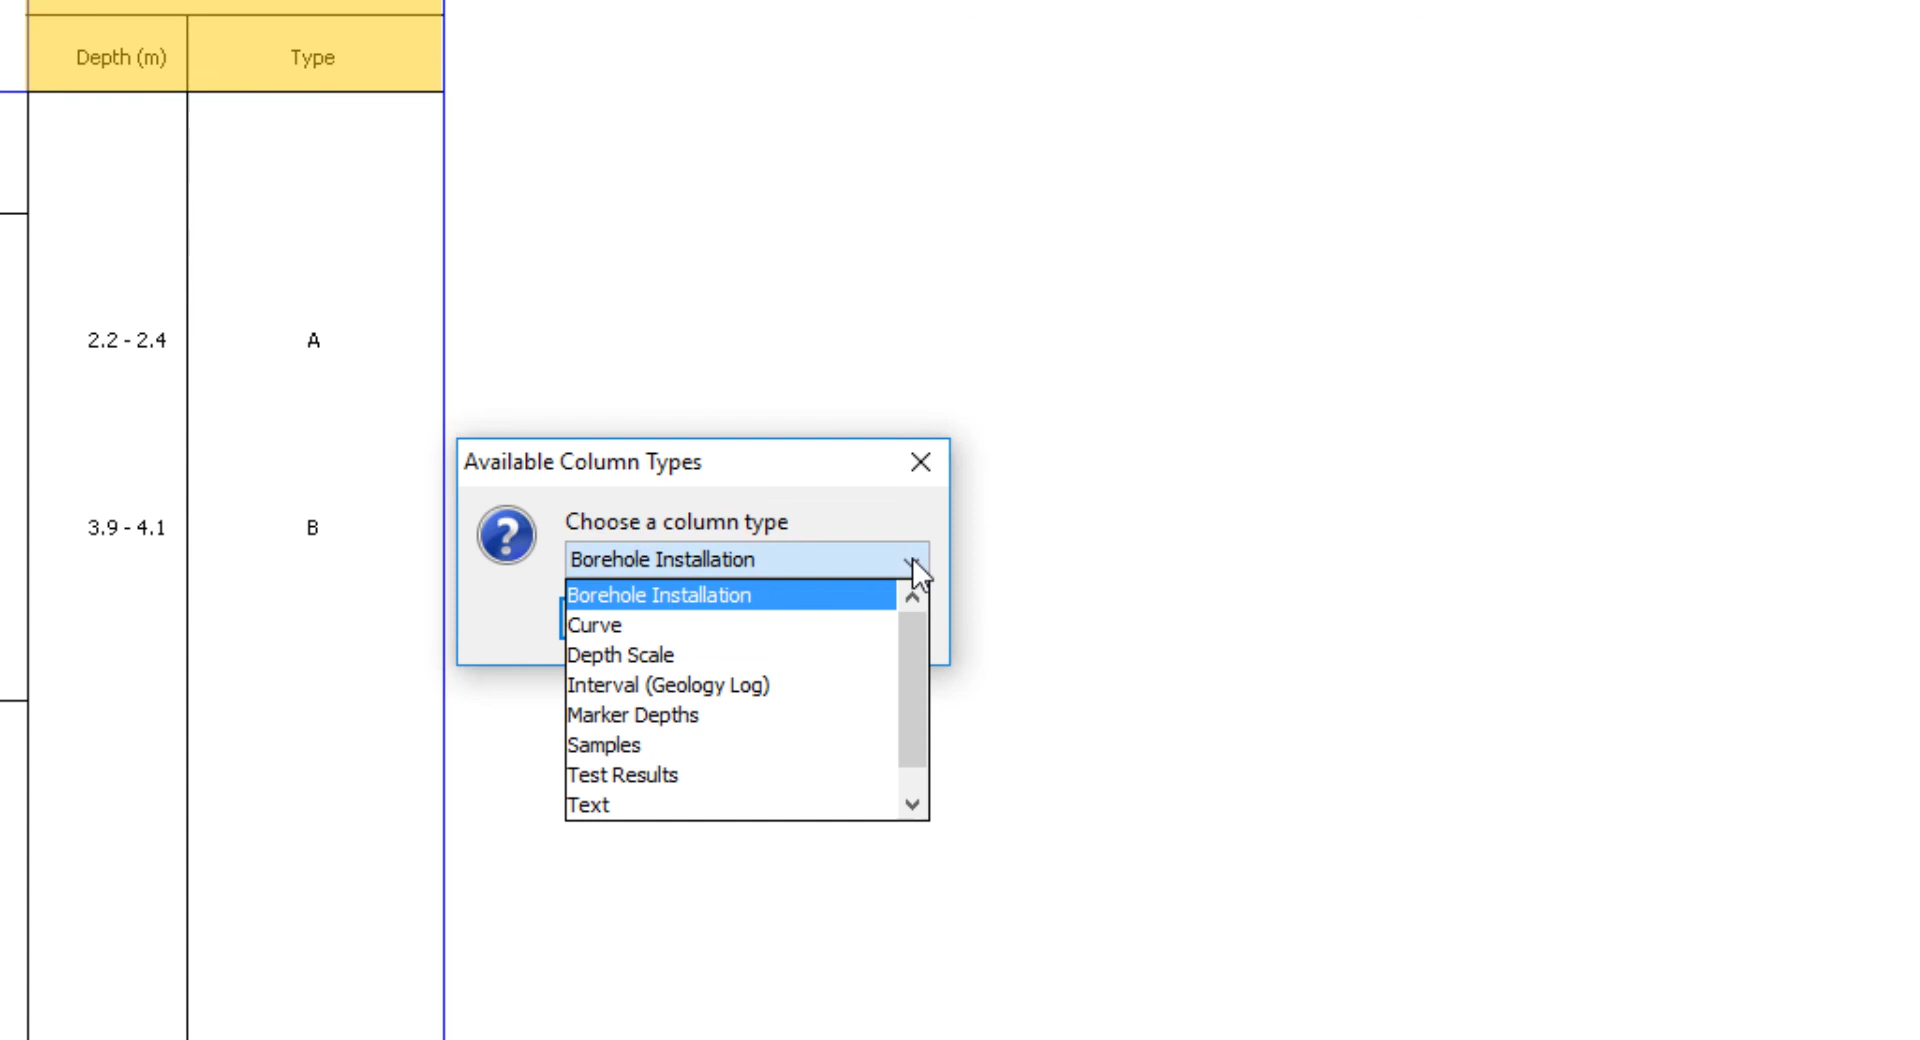 Depth (m) Type
2.2 - 2.4 A
3.9 - 4.1 B
Available Column Types
Choose a column type
Borehole Installation
Borehole Installation
Curve
Depth Scale
Interval (Geology Log)
Marker Depths
Samples
Test Results
Text